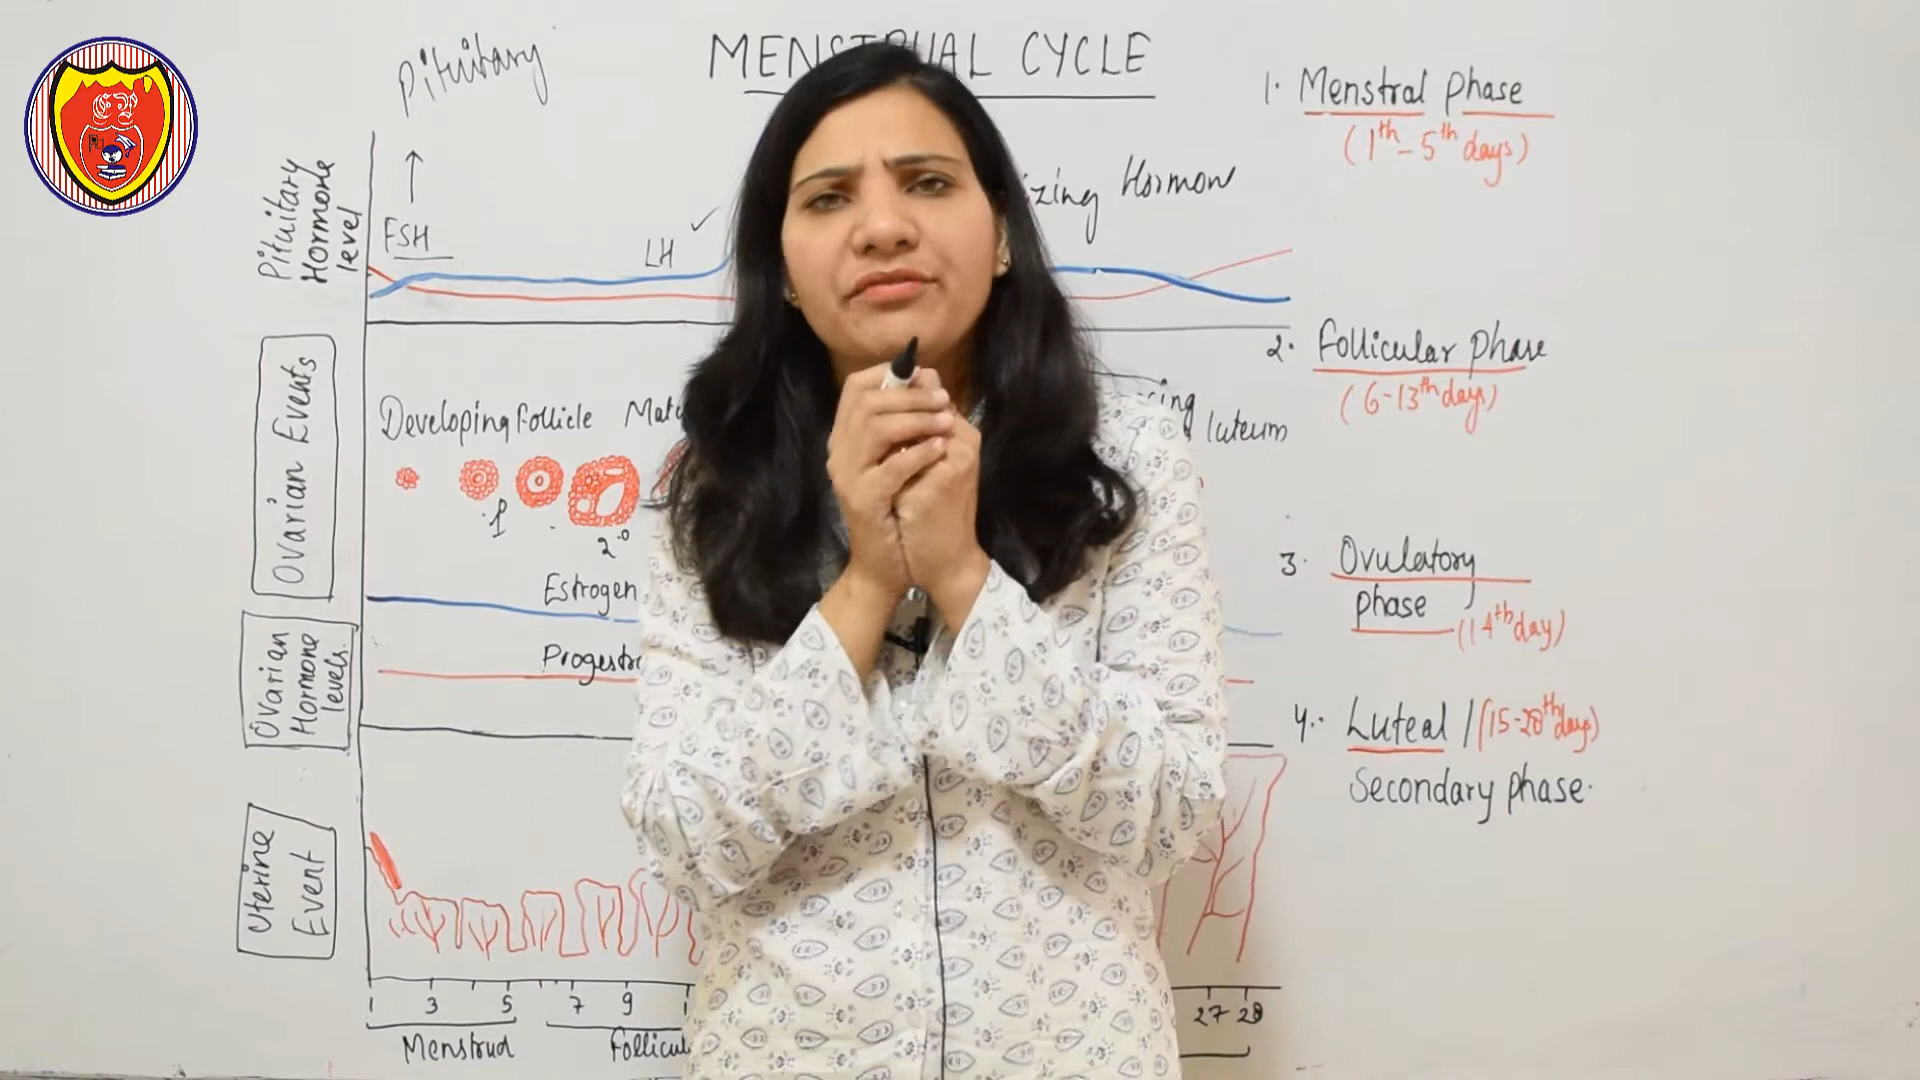 MENSTRUAL CYCLE
Pituitary
Pituitary
Hormone
level
FSH
LH
izing Hormon
Ovarian Events
Developing Follicle
luteum
1
2°
Estrogen
Ovarian
Hormone
levels.
Uterine
Event
1 3 5 7 9 27 28
Menstrual
1. Menstral phase
(1th - 5th days)
2. Follicular phase
(6-13th days)
3. Ovulatory
phase (14th day)
4. Luteal / (15-28th days)
Secondary phase.